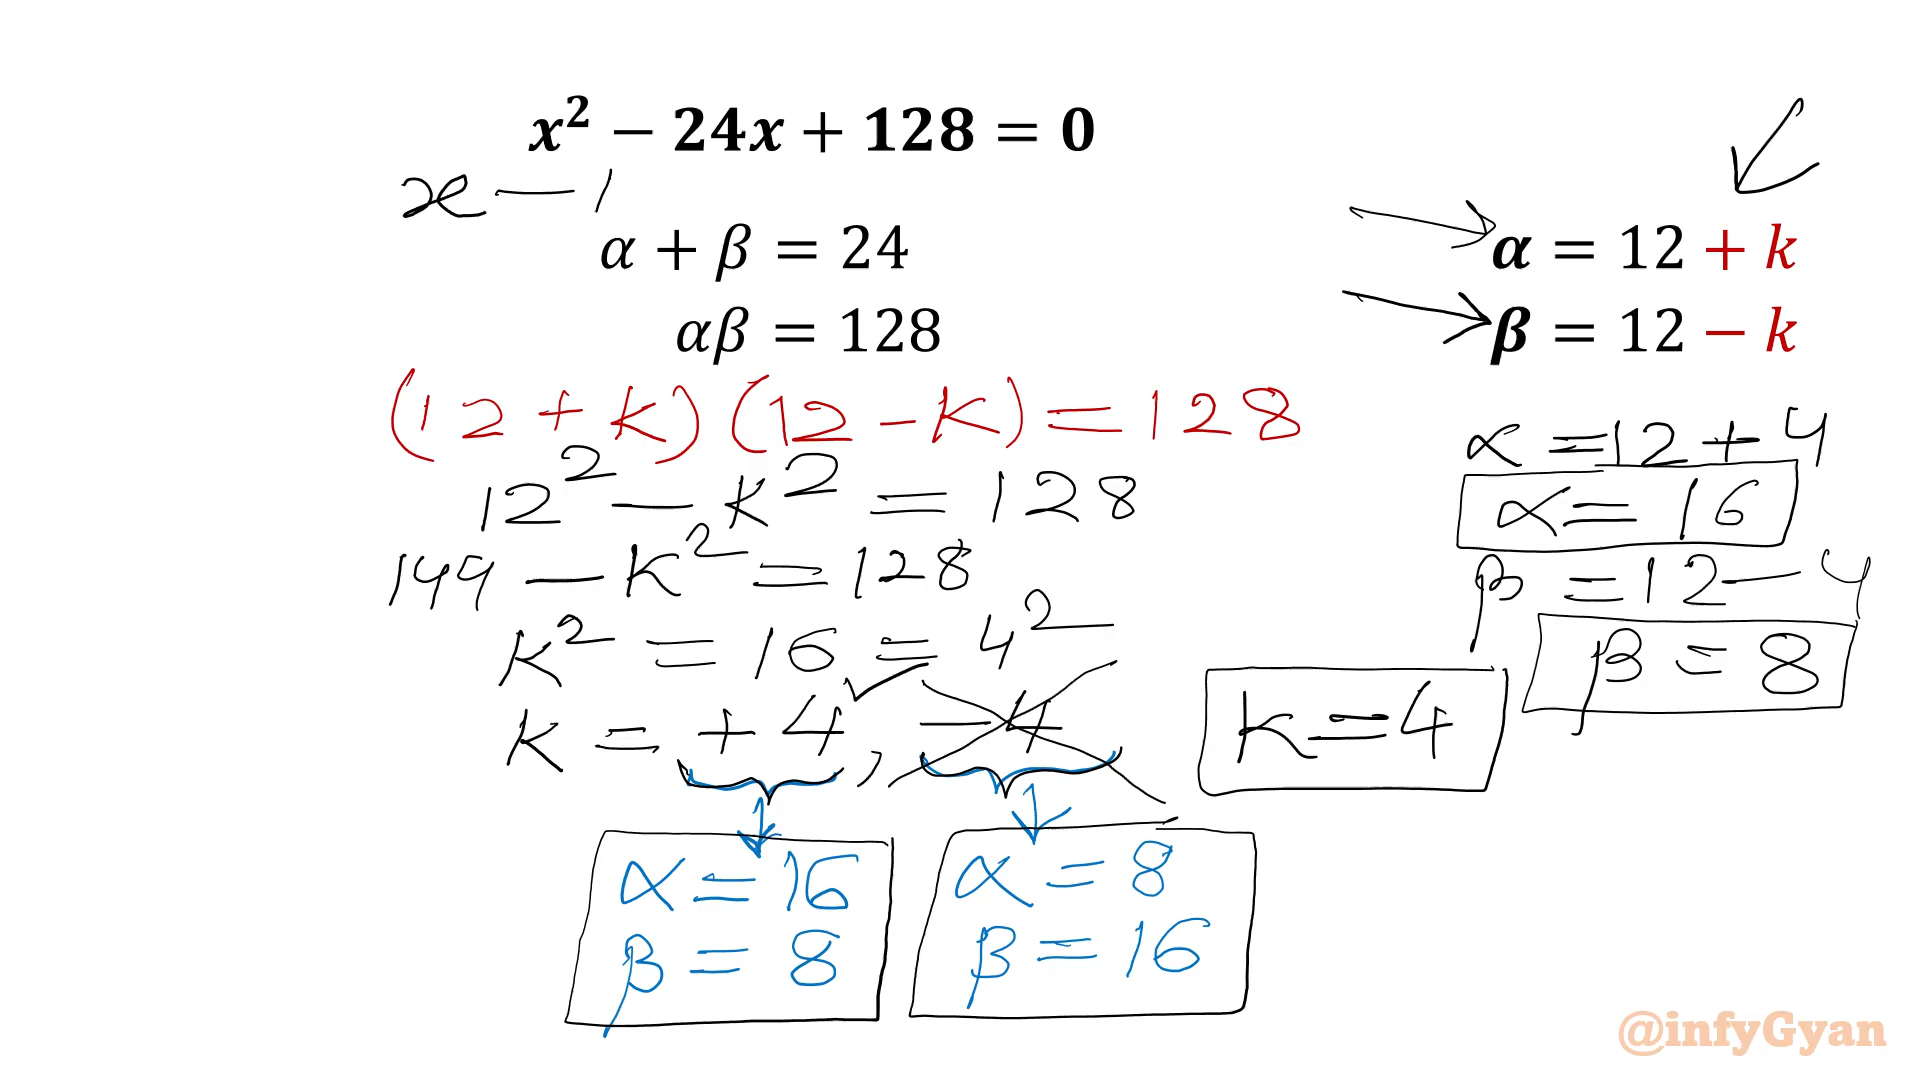 x² − 24x + 128 = 0
x − 1
α + β = 24
αβ = 128
(12 + k) (12 − k) = 128
12² − k² = 128
144 − k² = 128
k² = 16 = 4²
k = +4 , −4
α = 16
β = 8
α = 8
β = 16
k = 4
α = 12 + k
β = 12 − k
α = 12 + 4
α = 16
β = 12 − 4
β = 8
@infyGyan